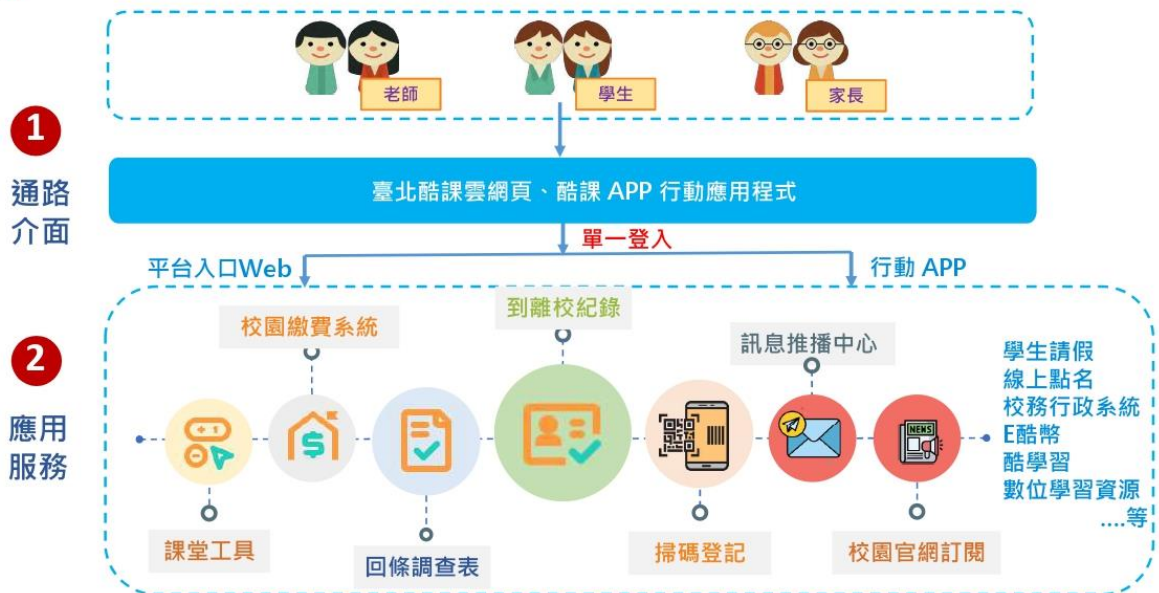 老師
學生
家長
1
通路
介面
臺北酷課雲網頁、酷課 APP 行動應用程式
單一登入
平台入口Web
行動 APP
2
應用
服務
校園繳費系統
到離校紀錄
訊息推播中心
課堂工具
回條調查表
掃碼登記
校園官網訂閱
NEWS
學生請假
線上點名
校務行政系統
E酷幣
酷學習
數位學習資源
....等